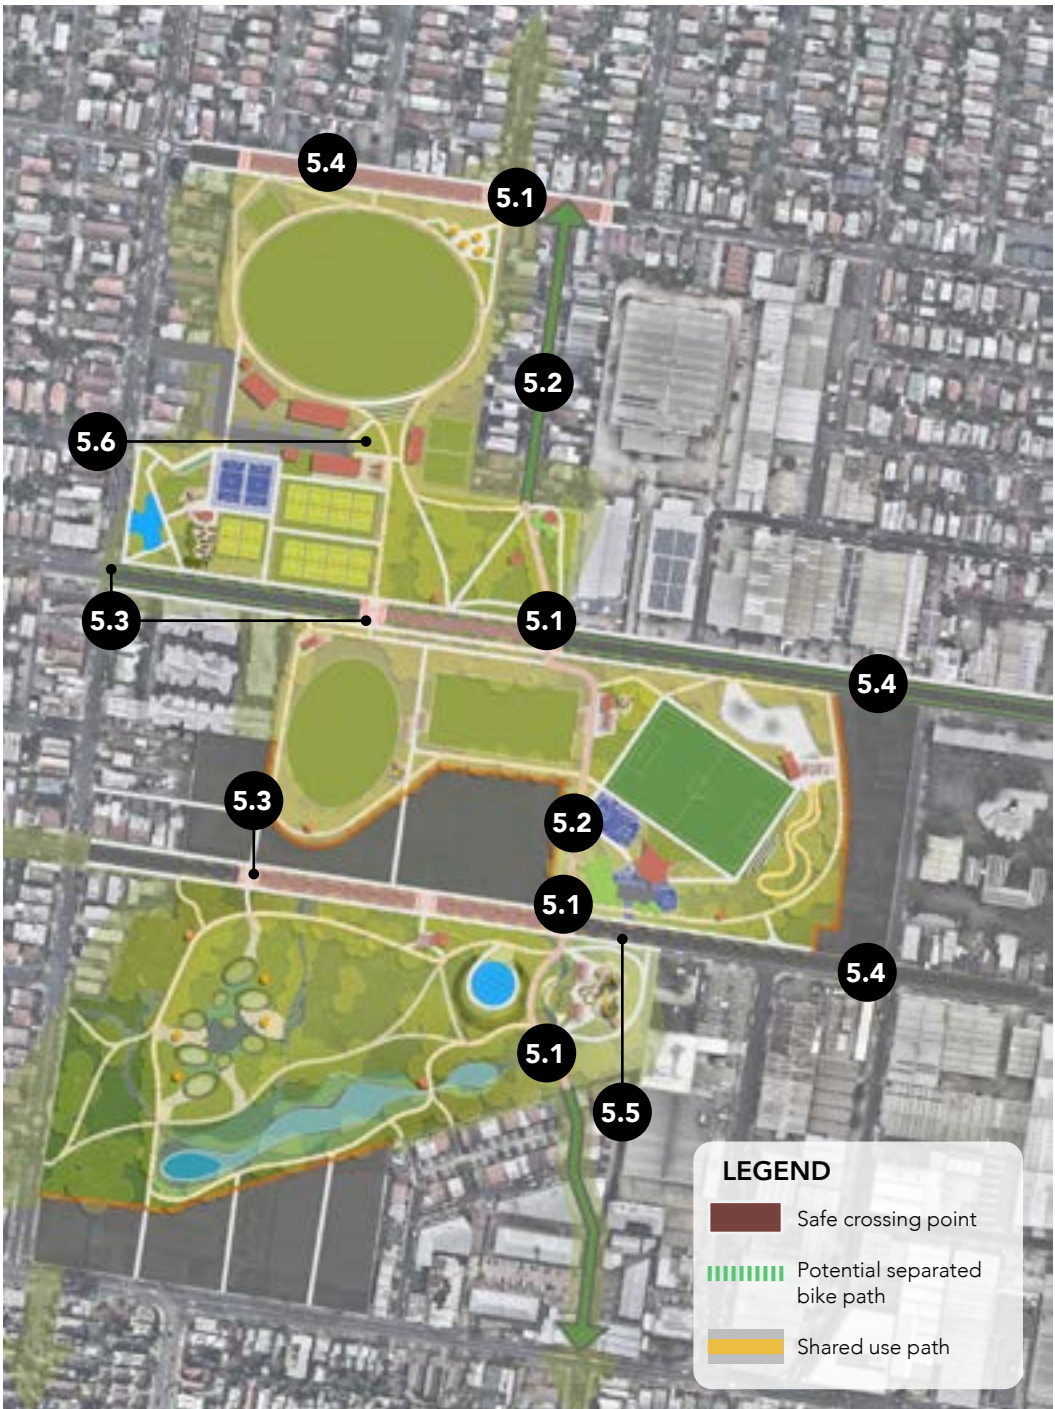 5.4
5.1
5.2
5.6
5.3
5.1
5.4
5.3
5.2
5.1
5.4
5.1
5.5
LEGEND
Safe crossing point
Potential separated
bike path
Shared use path